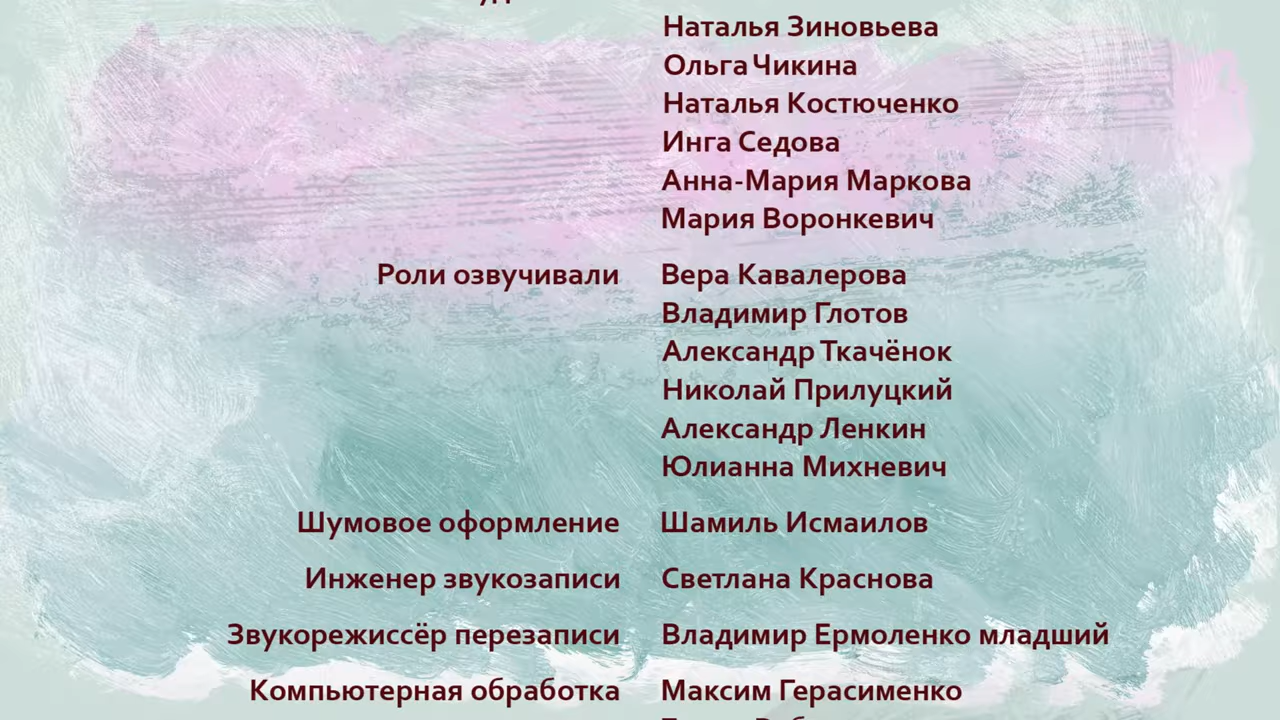 Наталья Зиновьева
Ольга Чикина
Наталья Костюченко
Инга Седова
Анна-Мария Маркова
Мария Воронкевич
Роли озвучивали Вера Кавалерова
Владимир Глотов
Александр Ткачёнок
Николай Прилуцкий
Александр Ленкин
Юлианна Михневич
Шумовое оформление Шамиль Исмаилов
Инженер звукозаписи Светлана Краснова
Звукорежиссёр перезаписи Владимир Ермоленко младший
Компьютерная обработка Максим Герасименко